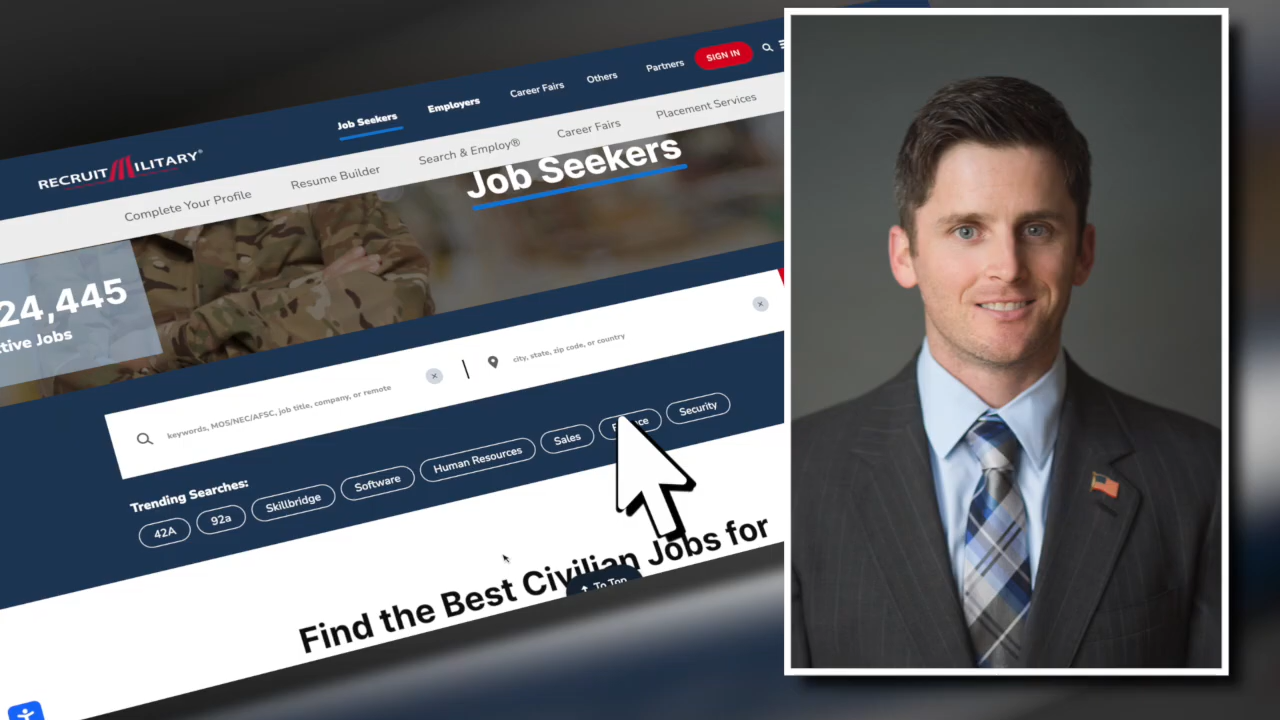 Job Seekers
Employers
Career Fairs
Others
Partners
SIGN IN
RECRUITMILITARY®
Complete Your Profile
Resume Builder
Search & Employ®
Career Fairs
Placement Services
Job Seekers
24,445
Jobs
keywords, MOS/NEC/AFSC, job title, company, or remote
city, state, zip code, or country
Trending Searches:
42A
92a
Skillbridge
Software
Human Resources
Sales
Security
Find the Best Civilian Jobs for
To Top